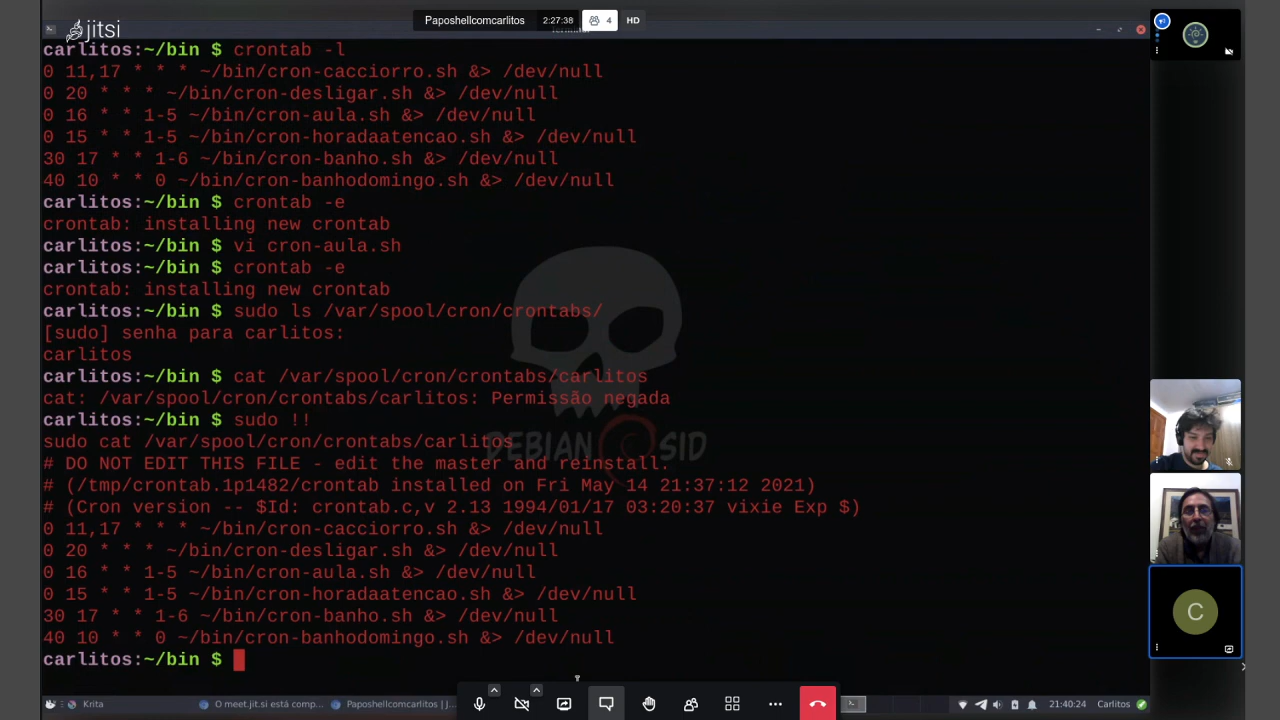 jitsi
Paposhellcomcarlitos 2:27:38 4 HD
carlitos:~/bin $ crontab -l
0 11,17 * * * ~/bin/cron-cacciorro.sh &> /dev/null
0 20 * * * ~/bin/cron-desligar.sh &> /dev/null
0 16 * * 1-5 ~/bin/cron-aula.sh &> /dev/null
0 15 * * 1-5 ~/bin/cron-horadaatencao.sh &> /dev/null
30 17 * * 1-6 ~/bin/cron-banho.sh &> /dev/null
40 10 * * 0 ~/bin/cron-banhodomingo.sh &> /dev/null
carlitos:~/bin $ crontab -e
crontab: installing new crontab
carlitos:~/bin $ vi cron-aula.sh
carlitos:~/bin $ crontab -e
crontab: installing new crontab
carlitos:~/bin $ sudo ls /var/spool/cron/crontabs/
[sudo] senha para carlitos:
carlitos
carlitos:~/bin $ cat /var/spool/cron/crontabs/carlitos
cat: /var/spool/cron/crontabs/carlitos: Permissão negada
carlitos:~/bin $ sudo !!
sudo cat /var/spool/cron/crontabs/carlitos
# DO NOT EDIT THIS FILE - edit the master and reinstall.
# (/tmp/crontab.1p1482/crontab installed on Fri May 14 21:37:12 2021)
# (Cron version -- $Id: crontab.c,v 2.13 1994/01/17 03:20:37 vixie Exp $)
0 11,17 * * * ~/bin/cron-cacciorro.sh &> /dev/null
0 20 * * * ~/bin/cron-desligar.sh &> /dev/null
0 16 * * 1-5 ~/bin/cron-aula.sh &> /dev/null
0 15 * * 1-5 ~/bin/cron-horadaatencao.sh &> /dev/null
30 17 * * 1-6 ~/bin/cron-banho.sh &> /dev/null
40 10 * * 0 ~/bin/cron-banhodomingo.sh &> /dev/null
carlitos:~/bin $
DEBIAN SID
C
Krita O meet.jit.si está comp... Paposhellcomcarlitos | J... 21:40:24 Carlitos